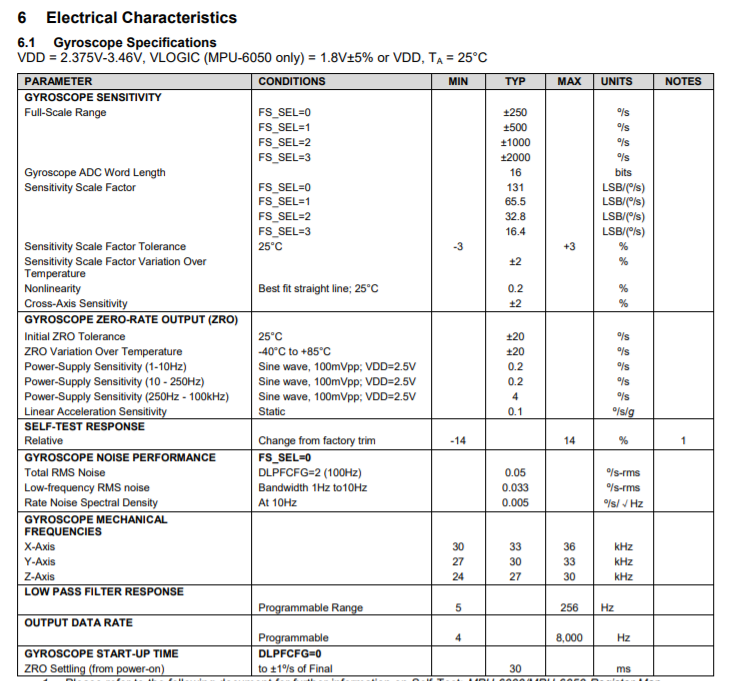 6 Electrical Characteristics
6.1 Gyroscope Specifications
VDD = 2.375V-3.46V, VLOGIC (MPU-6050 only) = 1.8V±5% or VDD, TA = 25°C
PARAMETER CONDITIONS MIN TYP MAX UNITS NOTES
GYROSCOPE SENSITIVITY
Full-Scale Range FS_SEL=0 ±250 º/s
FS_SEL=1 ±500 º/s
FS_SEL=2 ±1000 º/s
FS_SEL=3 ±2000 º/s
Gyroscope ADC Word Length 16 bits
Sensitivity Scale Factor FS_SEL=0 131 LSB/(º/s)
FS_SEL=1 65.5 LSB/(º/s)
FS_SEL=2 32.8 LSB/(º/s)
FS_SEL=3 16.4 LSB/(º/s)
Sensitivity Scale Factor Tolerance 25°C -3 +3 %
Sensitivity Scale Factor Variation Over ±2 %
Temperature
Nonlinearity Best fit straight line; 25°C 0.2 %
Cross-Axis Sensitivity ±2 %
GYROSCOPE ZERO-RATE OUTPUT (ZRO)
Initial ZRO Tolerance 25°C ±20 º/s
ZRO Variation Over Temperature -40°C to +85°C ±20 º/s
Power-Supply Sensitivity (1-10Hz) Sine wave, 100mVpp; VDD=2.5V 0.2 º/s
Power-Supply Sensitivity (10 - 250Hz) Sine wave, 100mVpp; VDD=2.5V 0.2 º/s
Power-Supply Sensitivity (250Hz - 100kHz) Sine wave, 100mVpp; VDD=2.5V 4 º/s
Linear Acceleration Sensitivity Static 0.1 º/s/g
SELF-TEST RESPONSE
Relative Change from factory trim -14 14 % 1
GYROSCOPE NOISE PERFORMANCE FS_SEL=0
Total RMS Noise DLPFCFG=2 (100Hz) 0.05 º/s-rms
Low-frequency RMS noise Bandwidth 1Hz to10Hz 0.033 º/s-rms
Rate Noise Spectral Density At 10Hz 0.005 º/s/ √ Hz
GYROSCOPE MECHANICAL
FREQUENCIES
X-Axis 30 33 36 kHz
Y-Axis 27 30 33 kHz
Z-Axis 24 27 30 kHz
LOW PASS FILTER RESPONSE
Programmable Range 5 256 Hz
OUTPUT DATA RATE
Programmable 4 8,000 Hz
GYROSCOPE START-UP TIME DLPFCFG=0
ZRO Settling (from power-on) to ±1º/s of Final 30 ms